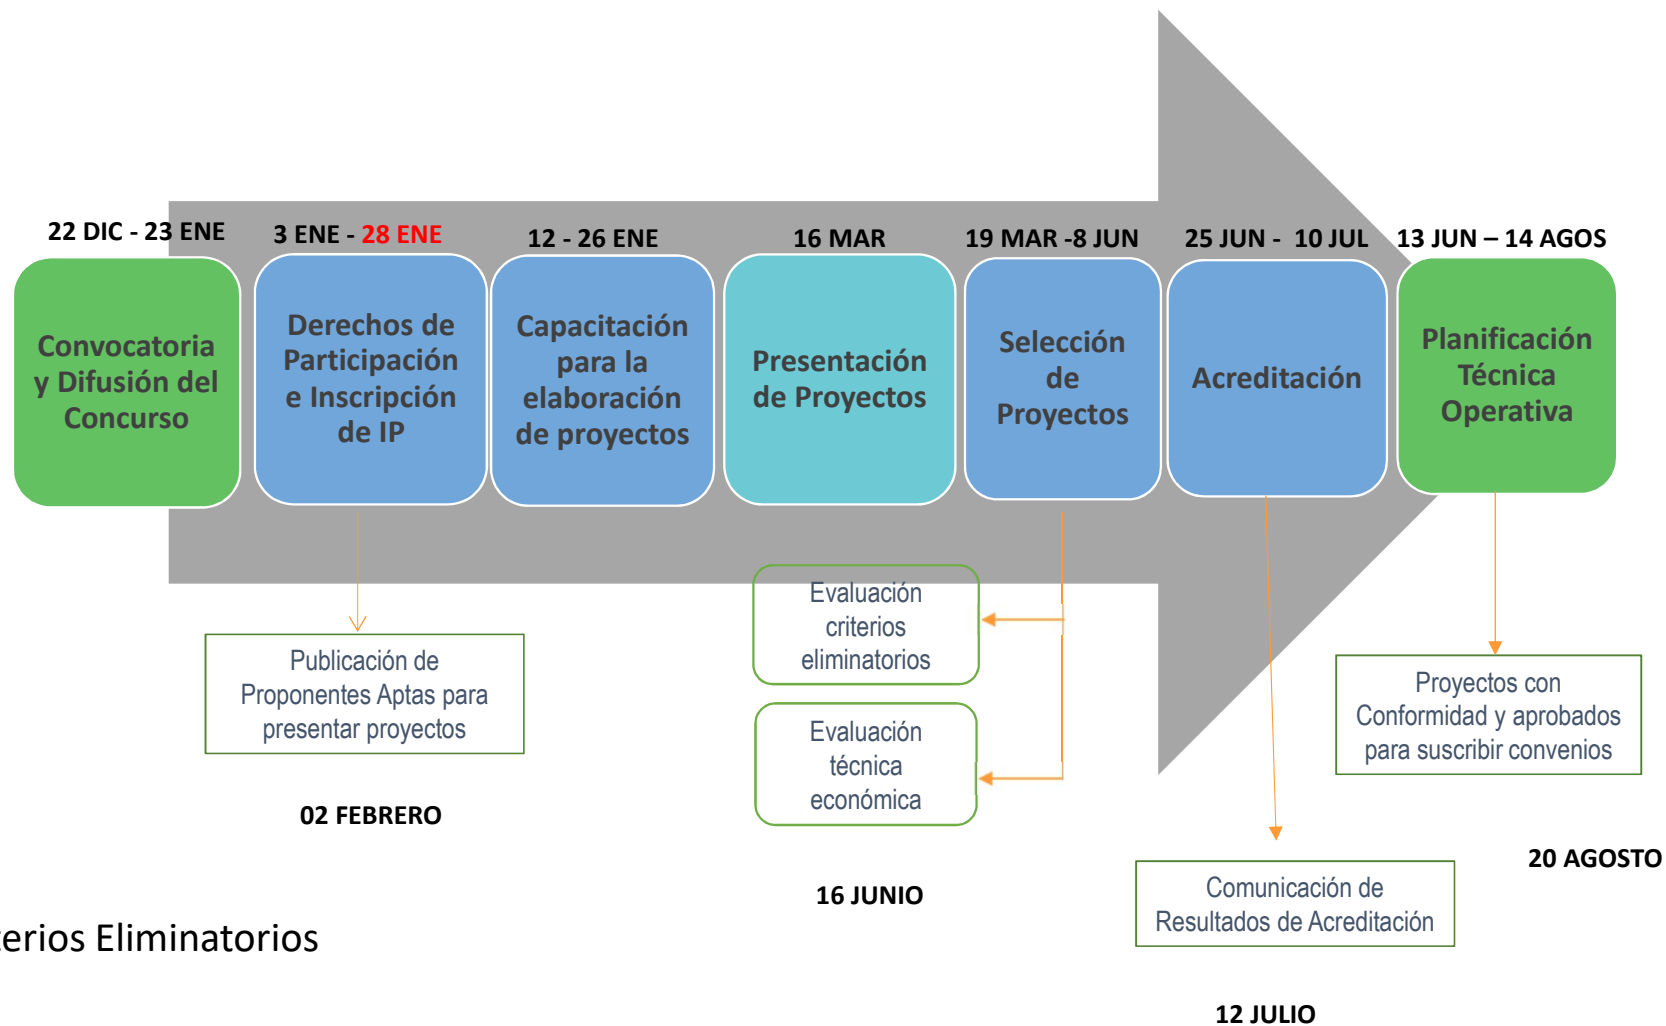 22 DIC - 23 ENE
3 ENE - 28 ENE
12 - 26 ENE
16 MAR
19 MAR -8 JUN
25 JUN -  10 JUL
13 JUN – 14 AGOS
Convocatoria
y Difusión del
Concurso
Derechos de
Participación
e Inscripción
de IP
Capacitación
para la
elaboración
de proyectos
Presentación
de Proyectos
Selección
de
Proyectos
Acreditación
Planificación
Técnica
Operativa
Publicación de
Proponentes Aptas para
presentar proyectos
02 FEBRERO
Evaluación
criterios
eliminatorios
Evaluación
técnica
económica
16 JUNIO
Comunicación de
Resultados de Acreditación
12 JULIO
Proyectos con
Conformidad y aprobados
para suscribir convenios
20 AGOSTO
terios Eliminatorios